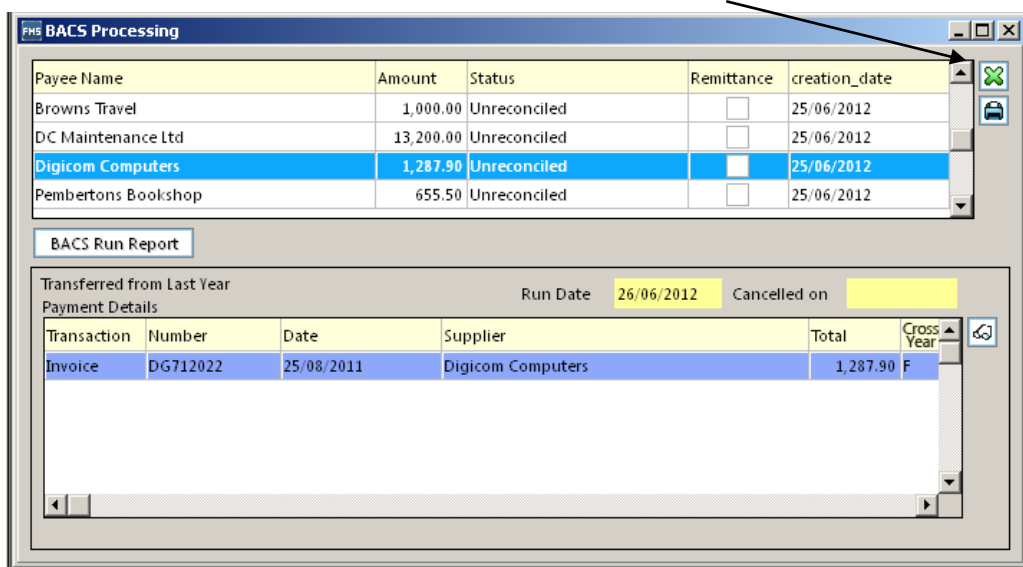 FMS BACS Processing
Payee Name Amount Status Remittance creation_date
Browns Travel 1,000.00 Unreconciled 25/06/2012
DC Maintenance Ltd 13,200.00 Unreconciled 25/06/2012
Digicom Computers 1,287.90 Unreconciled 25/06/2012
Pembertons Bookshop 655.50 Unreconciled 25/06/2012
BACS Run Report
Transferred from Last Year
Run Date 26/06/2012 Cancelled on
Payment Details
Transaction Number Date Supplier Total Cross Year
Invoice DG712022 25/08/2011 Digicom Computers 1,287.90 F